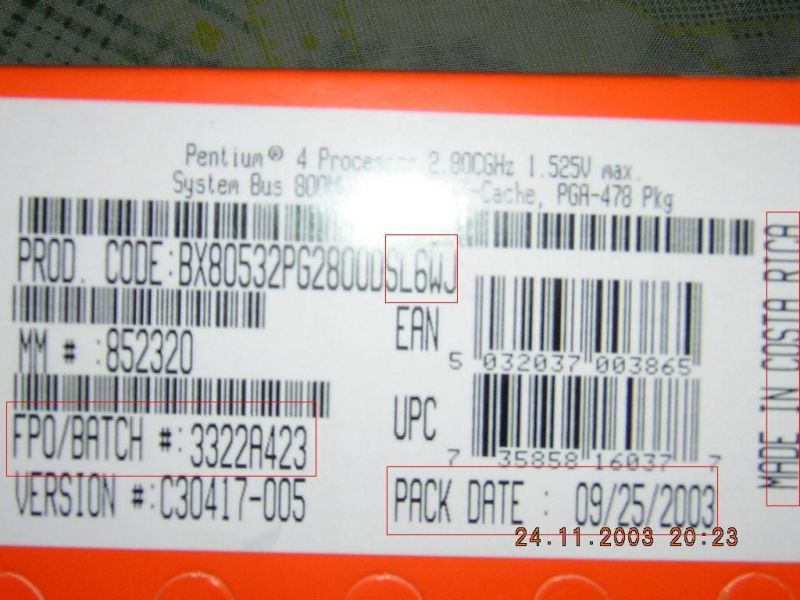 Pentium® 4 Processor 2.80CGHz 1.525V max.
System Bus 800 -Cache, PGA-478 Pkg
PROD. CODE:BX80532PG2800DSL6WJ
MM # :852320
EAN
5 032037 003865
FPO/BATCH #:3322A423
UPC
7 35858 16037 7
VERSION #:C30417-005
PACK DATE : 09/25/2003
MADE IN COSTA RICA
24.11.2003 20:23